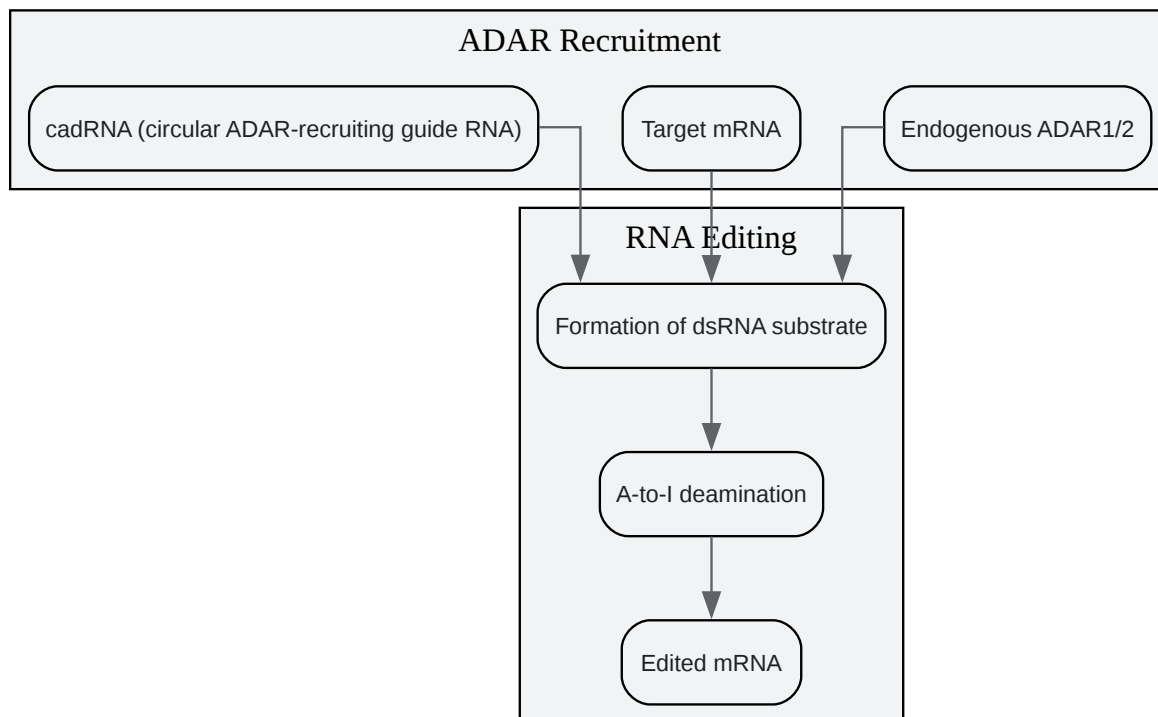 ADAR Recruitment
cadRNA (circular ADAR-recruiting guide RNA)
Target mRNA
Endogenous ADAR1/2
RNA Editing
Formation of dsRNA substrate
A-to-I deamination
Edited mRNA